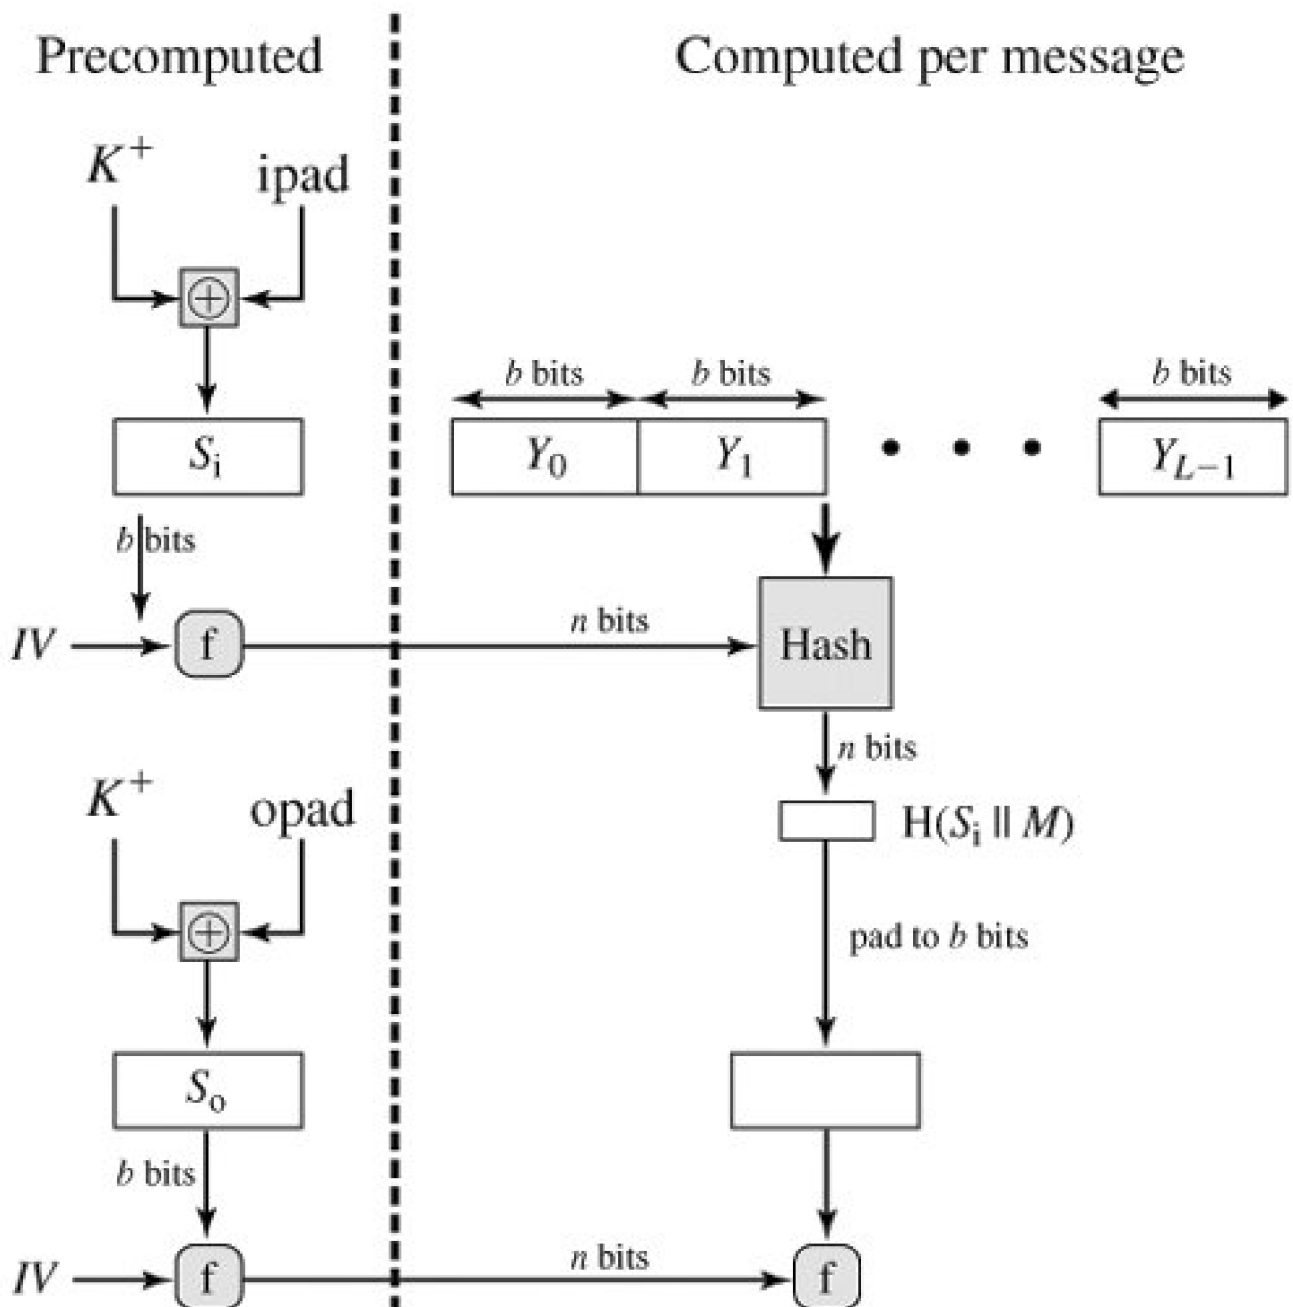 Precomputed
Computed per message
K⁺
ipad
⊕
b bits
b bits
b bits
Sᵢ
Y₀
Y₁
• • •
Y_{L−1}
b bits
IV
f
n bits
Hash
n bits
K⁺
opad
H(Sᵢ || M)
⊕
pad to b bits
Sₒ
b bits
IV
f
n bits
f